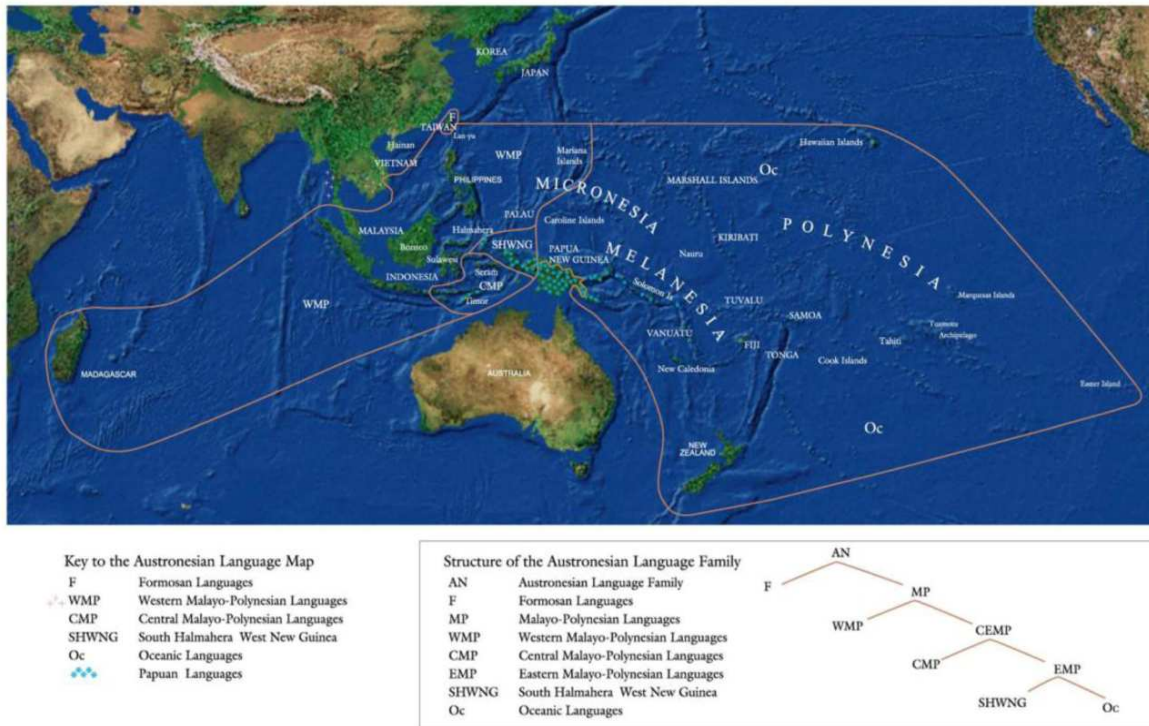 KOREA
JAPAN
F
TAIWAN
Lan-yu
Hainan
VIETNAM
WMP
Mariana
Islands
Hawaiian Islands
PHILIPPINES
MICRONESIA
MARSHALL ISLANDS
Oc
PALAU
Caroline Islands
POLYNESIA
MALAYSIA
Halmahera
Borneo
SHWNG
PAPUA
NEW GUINEA
MELANESIA
KIRIBATI
Nauru
Sulawesi
INDONESIA
Seram
CMP
Timor
Solomon Is
WMP
TUVALU
Marquesas Islands
SAMOA
VANUATU
Tuamotu
Archipelago
FIJI
TONGA
Tahiti
Cook Islands
New Caledonia
MADAGASCAR
AUSTRALIA
Easter Island
Oc
NEW
ZEALAND
Key to the Austronesian Language Map
F Formosan Languages
WMP Western Malayo-Polynesian Languages
CMP Central Malayo-Polynesian Languages
SHWNG South Halmahera West New Guinea
Oc Oceanic Languages
Papuan Languages
Structure of the Austronesian Language Family
AN Austronesian Language Family
F Formosan Languages
MP Malayo-Polynesian Languages
WMP Western Malayo-Polynesian Languages
CMP Central Malayo-Polynesian Languages
EMP Eastern Malayo-Polynesian Languages
SHWNG South Halmahera West New Guinea
Oc Oceanic Languages
AN
F
MP
WMP
CEMP
CMP
EMP
SHWNG
Oc